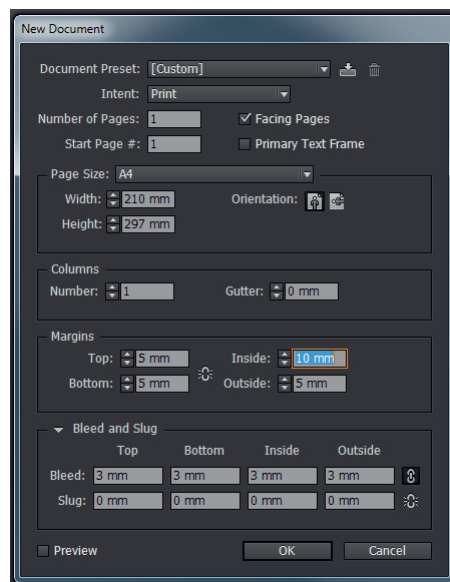 New Document
Document Preset: [Custom]
Intent: Print
Number of Pages: 1 Facing Pages
Start Page #: 1 Primary Text Frame
Page Size: A4
Width: 210 mm Orientation:
Height: 297 mm
Columns
Number: 1 Gutter: 0 mm
Margins
Top: 5 mm Inside: 10 mm
Bottom: 5 mm Outside: 5 mm
Bleed and Slug
Top Bottom Inside Outside
Bleed: 3 mm 3 mm 3 mm 3 mm
Slug: 0 mm 0 mm 0 mm 0 mm
Preview OK Cancel